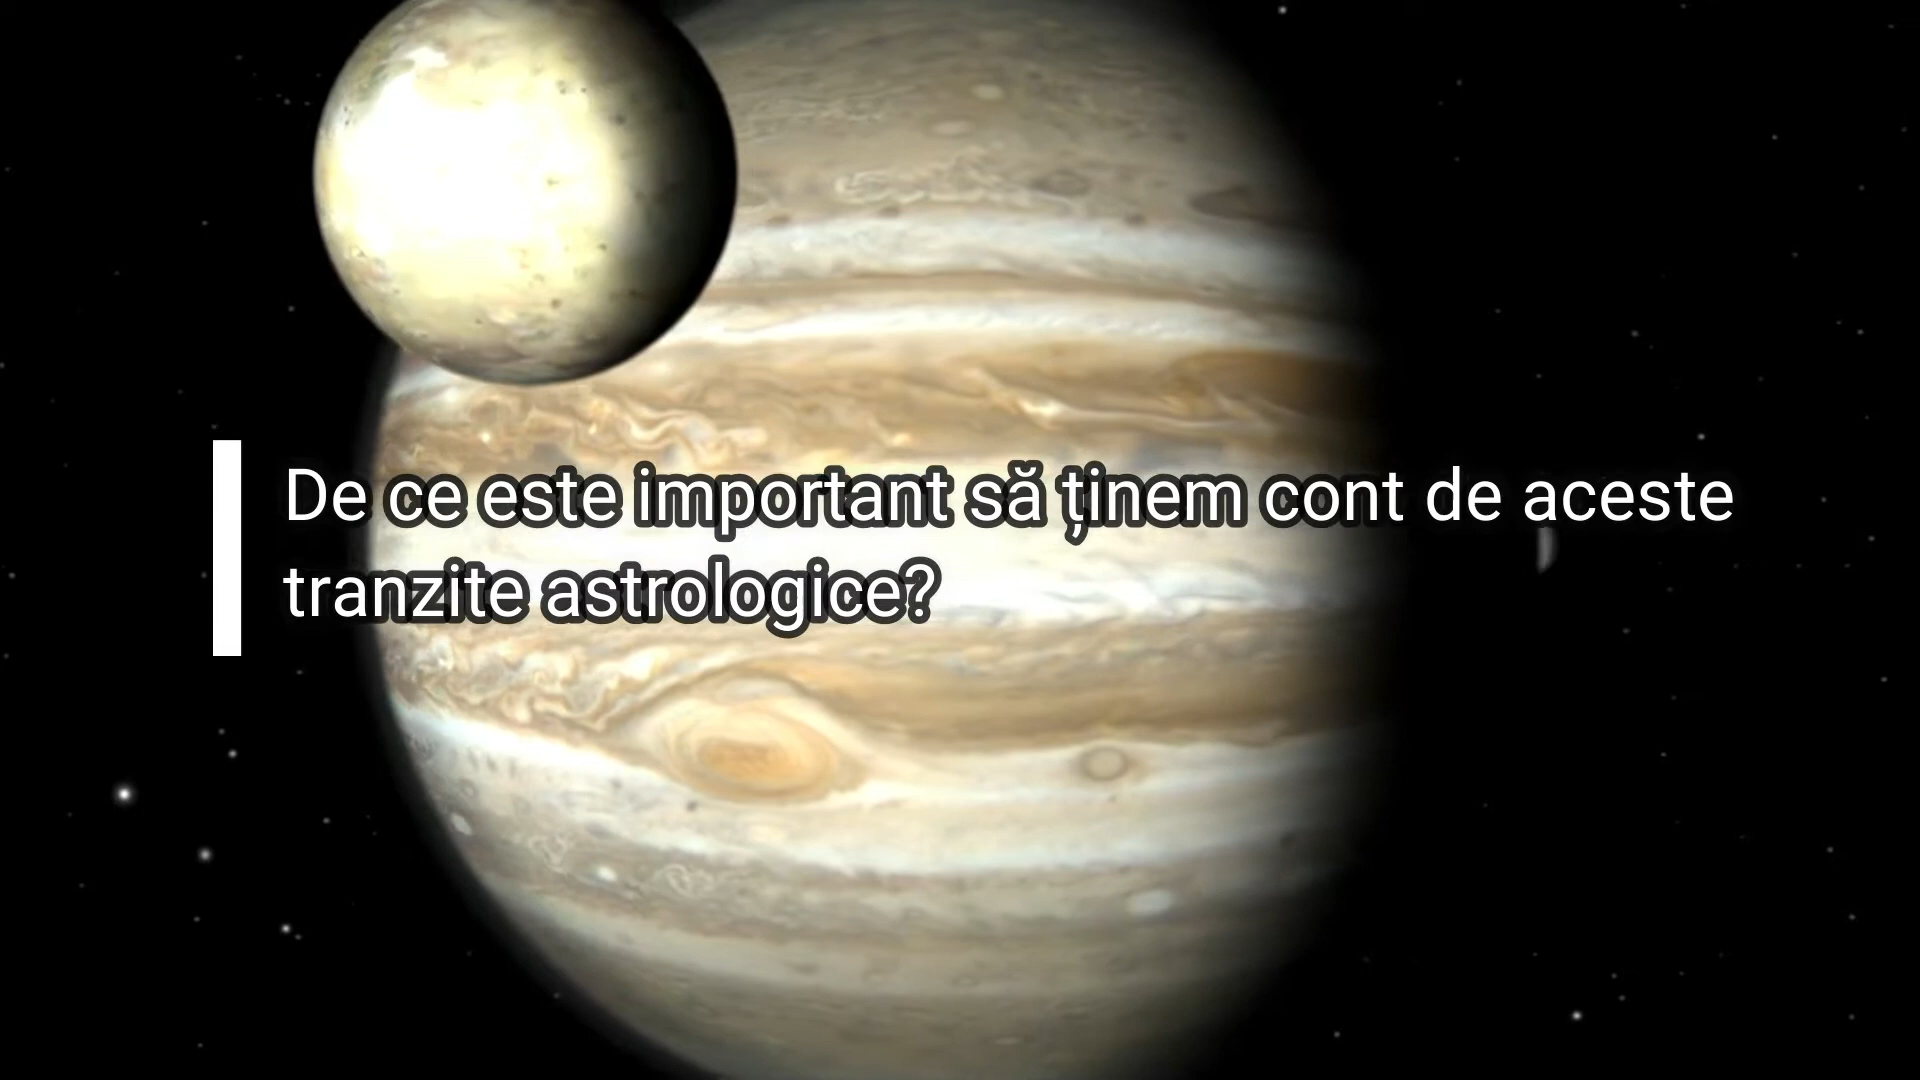 De ce este important să ținem cont de aceste
tranzite astrologice?